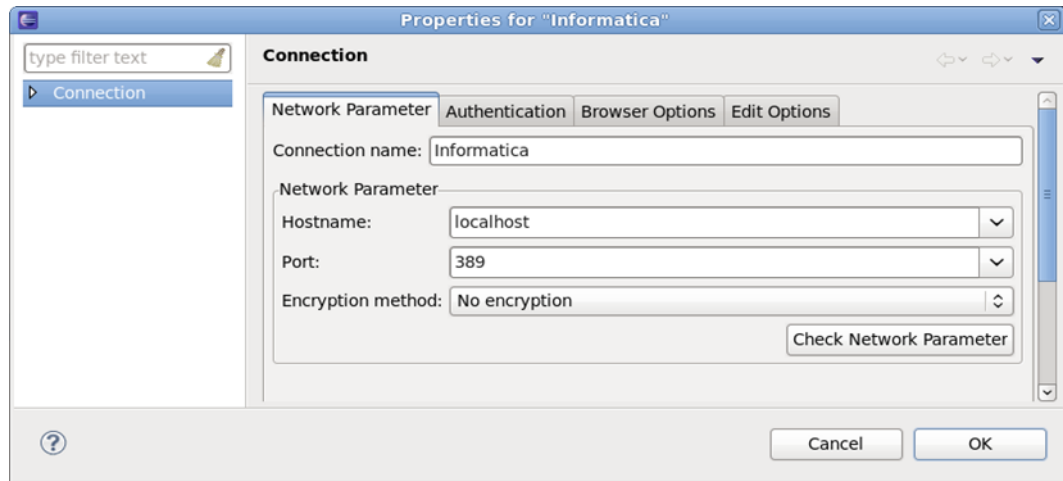 Properties for "Informatica"
type filter text
Connection
Connection
Network Parameter Authentication Browser Options Edit Options
Connection name: Informatica
Network Parameter
Hostname: localhost
Port: 389
Encryption method: No encryption
Check Network Parameter
Cancel OK